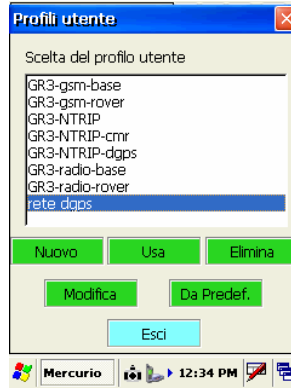 Profili utente
Scelta del profilo utente
GR3-gsm-base
GR3-gsm-rover
GR3-NTRIP
GR3-NTRIP-cmr
GR3-NTRIP-dgps
GR3-radio-base
GR3-radio-rover
rete dgps
Nuovo Usa Elimina
Modifica Da Predef.
Esci
Mercurio 12:34 PM